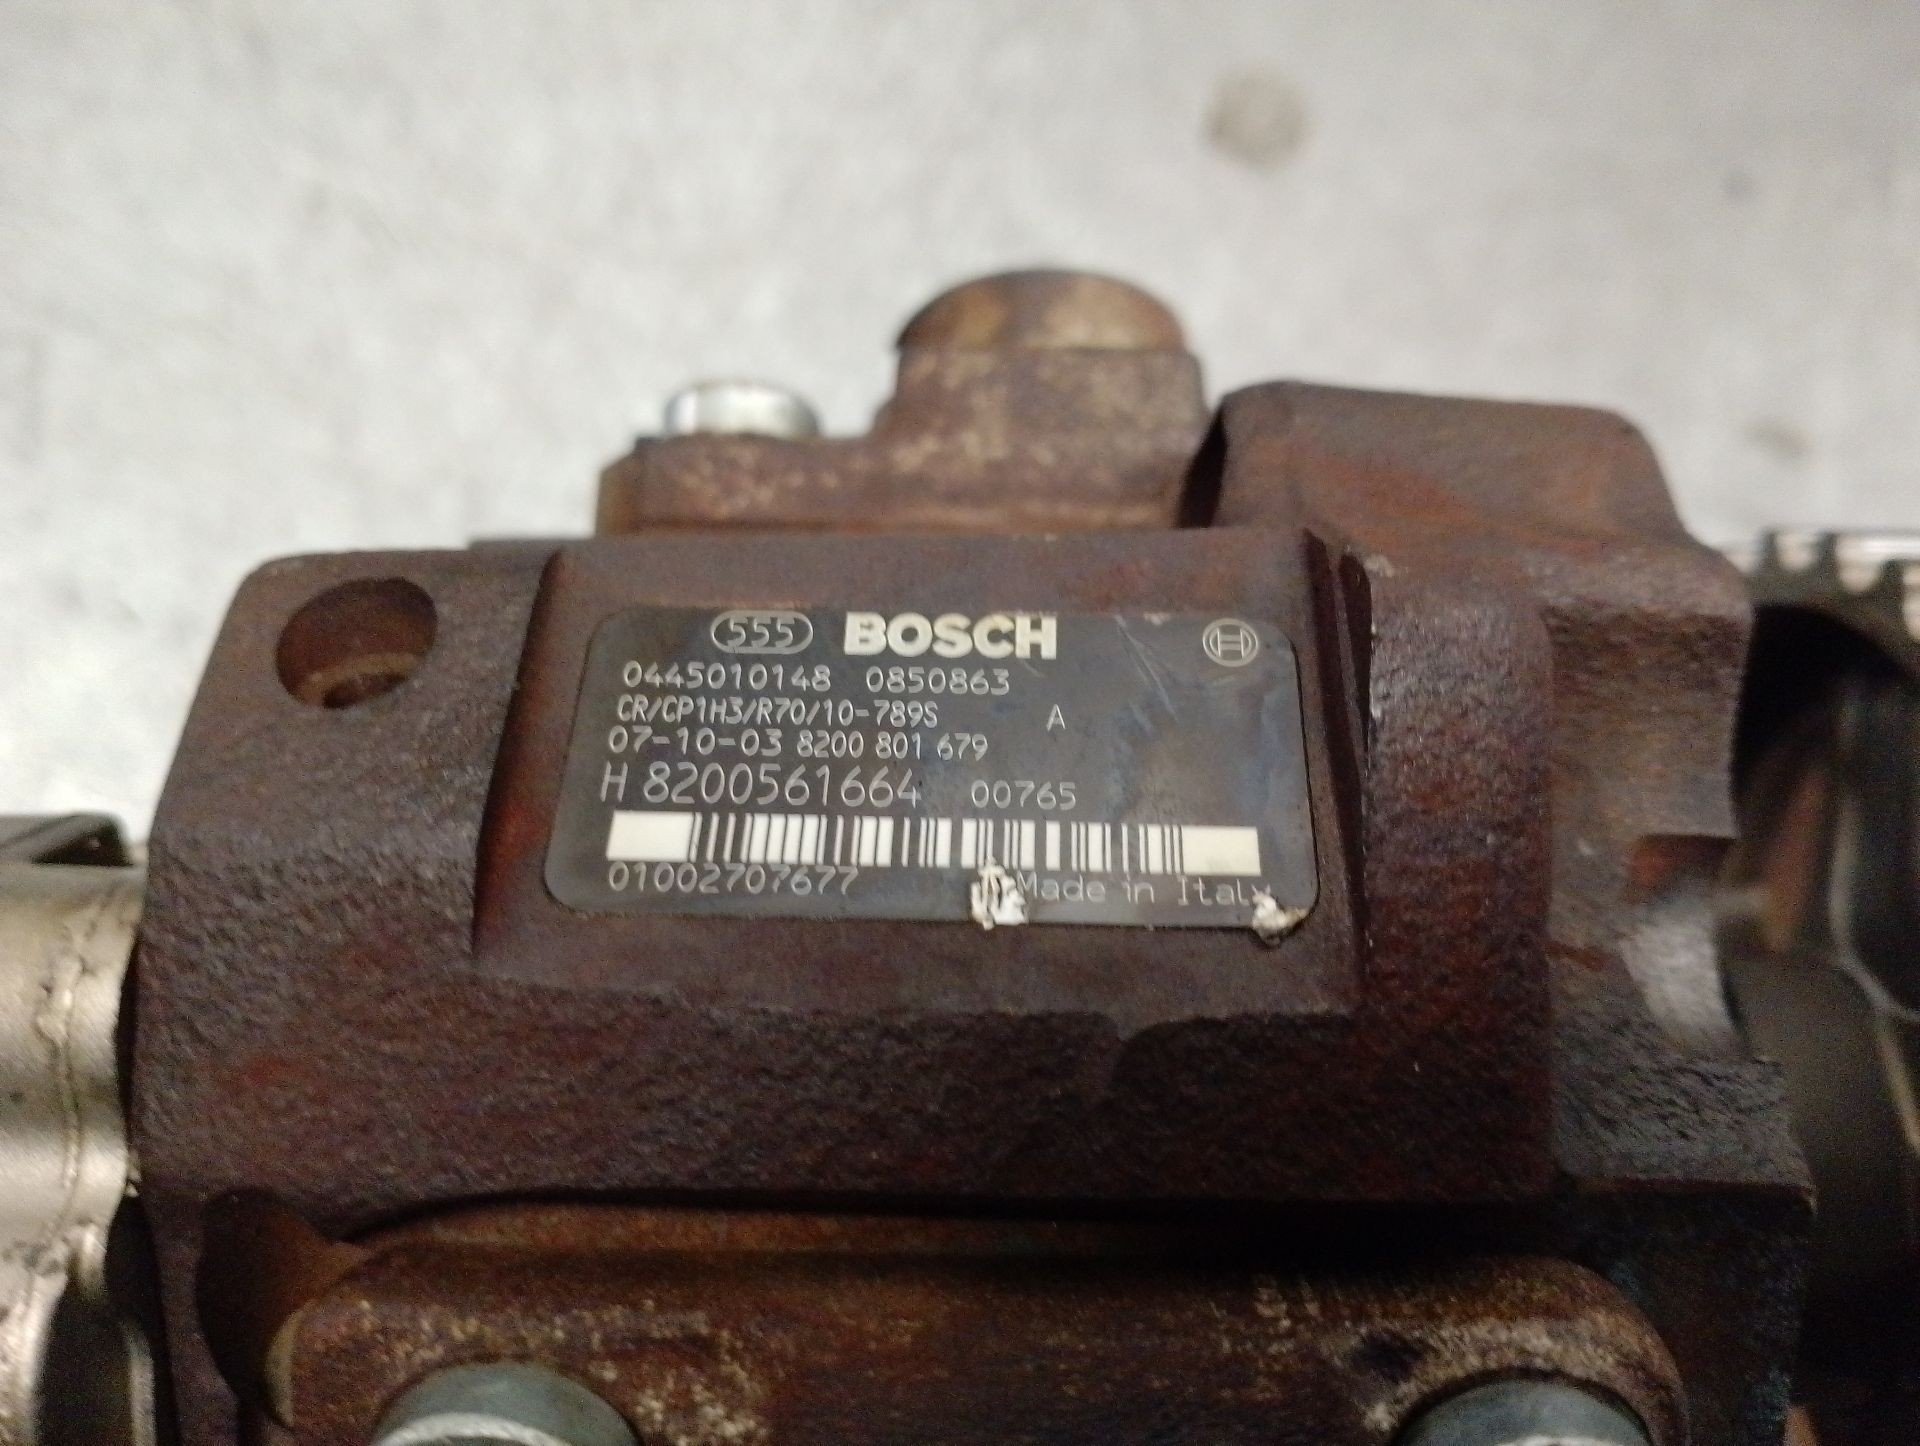 555 BOSCH
0445010148 0850863
CR/CP1H3/R70/10-789S A
07-10-03 8200 801 679
H 8200561664 00765
01002707677 Made in Italy